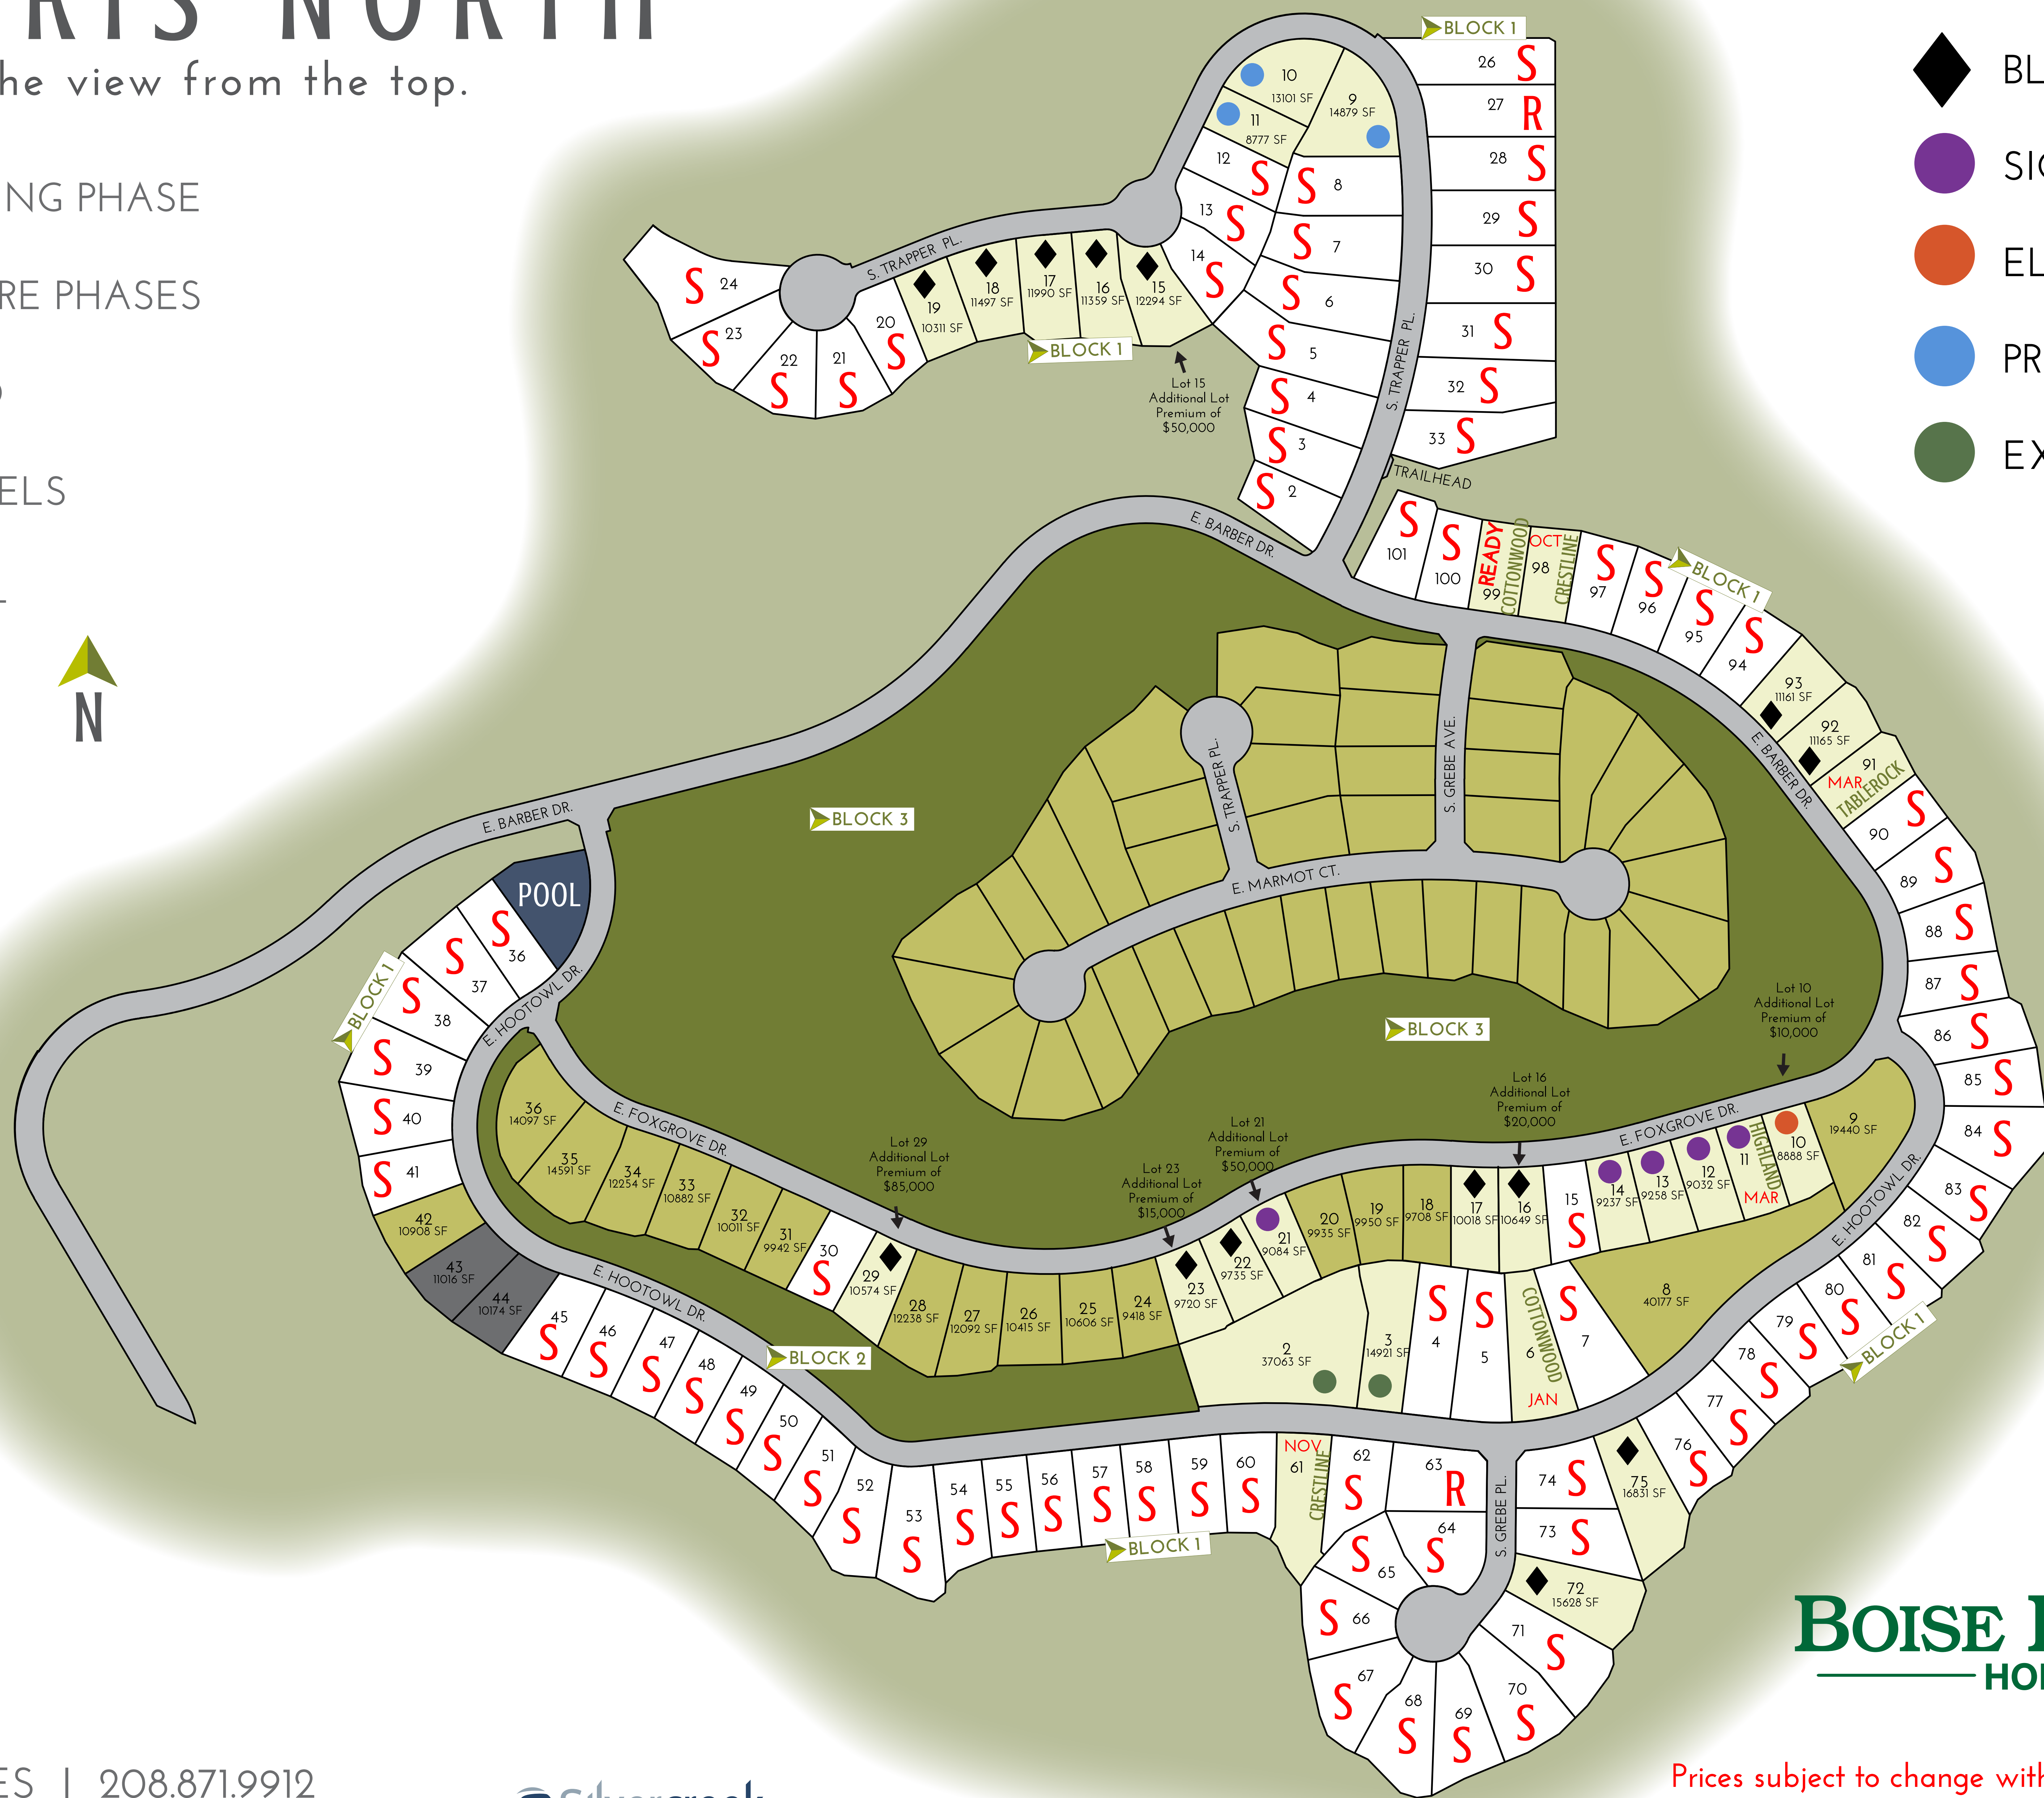 RTS NORTH
he view from the top.
NG PHASE
RE PHASES
ELS
N
BLOCK 1
26 S
27 R
28 S
29 S
30 S
31 S
32 S
33 S
10
13101 SF
9
14879 SF
11
8777 SF
12 S
13 S
14 S
8 S
7 S
6 S
5 S
4 S
3 S
2 S
S. TRAPPER PL.
S. TRAPPER PL.
24 S
23 S
22 S
21 S
20 S
19
10311 SF
18
11497 SF
17
11990 SF
16
11359 SF
15
12294 SF
BLOCK 1
Lot 15
Additional Lot
Premium of
$50,000
TRAILHEAD
E. BARBER DR.
101 S
100 S
READY
99
COTTONWOOD
OCT
98
CRESTLINE
97 S
96 S
95 S
94 S
BLOCK 1
93
11161 SF
92
11165 SF
E. BARBER DR.
91
MAR
TABLEROCK
90 S
89 S
88 S
87 S
86 S
85 S
84 S
83 S
82 S
81 S
80 S
79 S
78 S
77 S
76 S
BLOCK 1
S. TRAPPER PL.
S. GREBE AVE.
E. MARMOT CT.
BLOCK 3
BLOCK 3
E. BARBER DR.
POOL
36 S
37 S
38 S
39 S
40 S
41 S
BLOCK 1
E. HOOTOWL DR.
42
10908 SF
43
11016 SF
44
10174 SF
36
14097 SF
35
14591 SF
34
12254 SF
33
10882 SF
32
10011 SF
31
9942 SF
30 S
29
10574 SF
28
12238 SF
27
12092 SF
26
10415 SF
25
10606 SF
24
9418 SF
23
9720 SF
22
9735 SF
21
9084 SF
20
9935 SF
19
9950 SF
18
9708 SF
17
10018 SF
16
10649 SF
15 S
14
9237 SF
13
9258 SF
12
9032 SF
11
HIGHLAND
MAR
10
8888 SF
9
19440 SF
8
40177 SF
E. FOXGROVE DR.
E. FOXGROVE DR.
E. HOOTOWL DR.
Lot 29
Additional Lot
Premium of
$85,000
Lot 23
Additional Lot
Premium of
$15,000
Lot 21
Additional Lot
Premium of
$50,000
Lot 16
Additional Lot
Premium of
$20,000
Lot 10
Additional Lot
Premium of
$10,000
E. HOOTOWL DR.
BLOCK 2
2
37063 SF
3
14921 SF
4 S
5 S
6
COTTONWOOD
JAN
7 S
45 S
46 S
47 S
48 S
49 S
50 S
51 S
52 S
53 S
54 S
55 S
56 S
57 S
58 S
59 S
60 S
BLOCK 1
NOV
61
CRESTLINE
62 S
63 R
64 S
65 S
66 S
67 S
68 S
69 S
70 S
71 S
72
15628 SF
73 S
74 S
75
16831 SF
S. GREBE PL.
BL
SIG
EL
PR
EX
BOISE
HO
Prices subject to change with
ES | 208.871.9912
Silvercreek